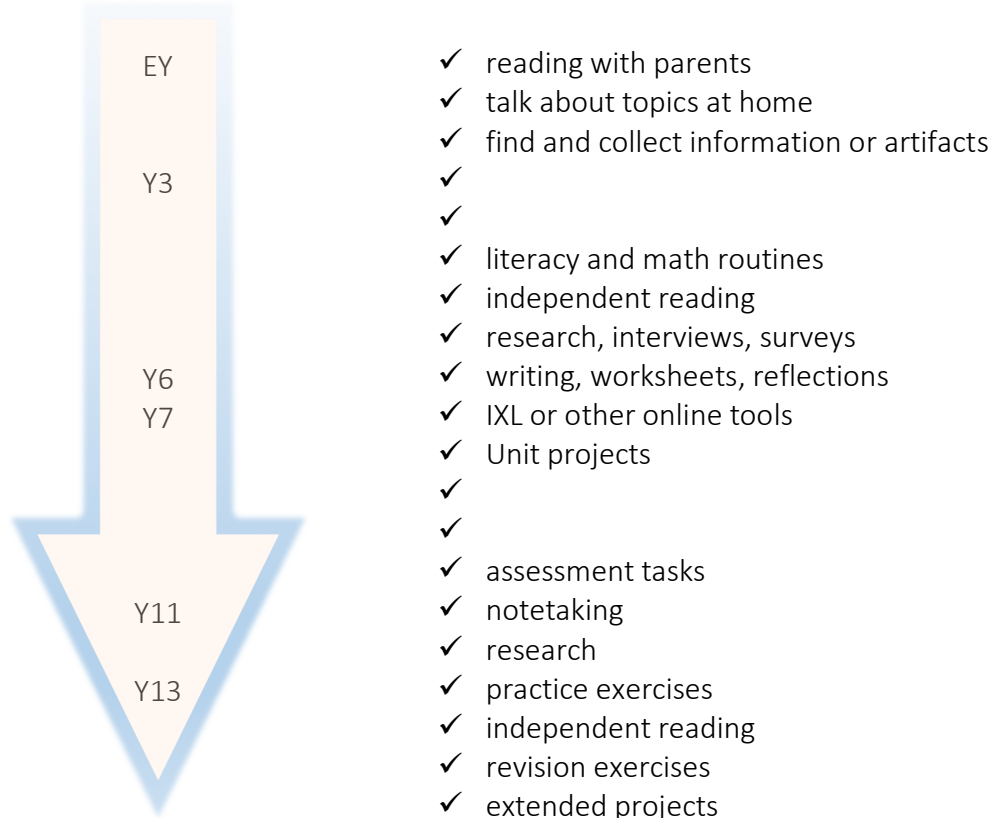 EY
Y3
Y6
Y7
Y11
Y13
✓ reading with parents
✓ talk about topics at home
✓ find and collect information or artifacts
✓
✓
✓ literacy and math routines
✓ independent reading
✓ research, interviews, surveys
✓ writing, worksheets, reflections
✓ IXL or other online tools
✓ Unit projects
✓
✓
✓ assessment tasks
✓ notetaking
✓ research
✓ practice exercises
✓ independent reading
✓ revision exercises
✓ extended projects